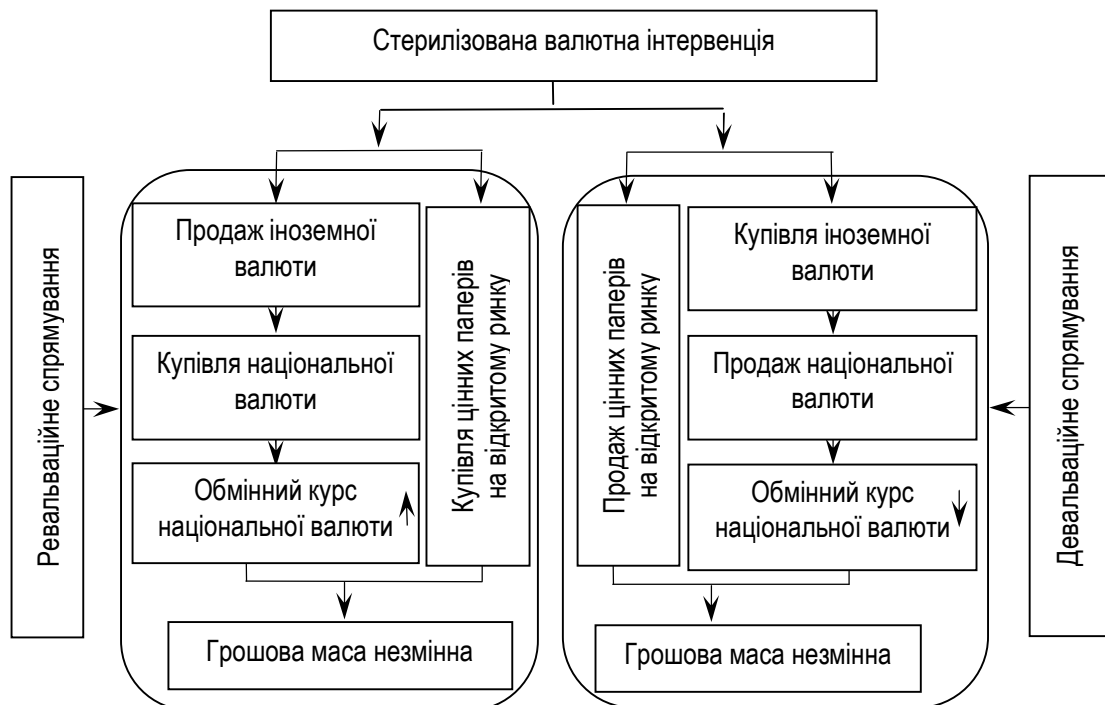 Стерилізована валютна інтервенція
Ревальваційне спрямування
Продаж іноземної
валюти
Купівля національної
валюти
Обмінний курс
національної валюти
Купівля цінних паперів
на відкритому ринку
Грошова маса незмінна
Продаж цінних паперів
на відкритому ринку
Купівля іноземної
валюти
Продаж національної
валюти
Обмінний курс
національної валюти
Грошова маса незмінна
Девальваційне спрямування